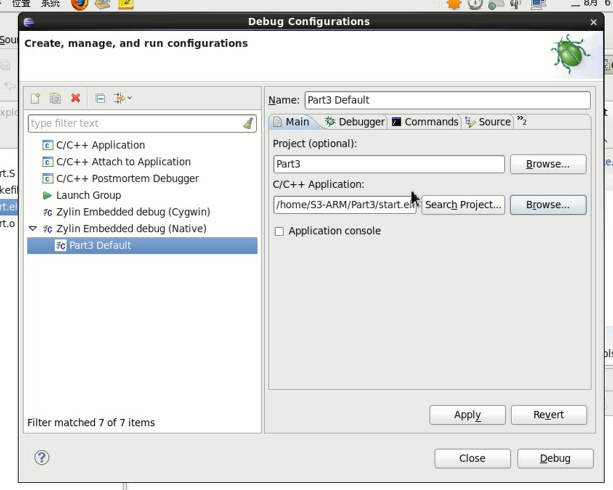 位置 系统
二 8月 6
Debug Configurations
Create, manage, and run configurations
type filter text
C/C++ Application
C/C++ Attach to Application
C/C++ Postmortem Debugger
Launch Group
Zylin Embedded debug (Cygwin)
Zylin Embedded debug (Native)
Part3 Default
Filter matched 7 of 7 items
Name: Part3 Default
Main Debugger Commands Source »2
Project (optional):
Part3 Browse...
C/C++ Application:
/home/S3-ARM/Part3/start.el Search Project... Browse...
Application console
Apply Revert
Close Debug